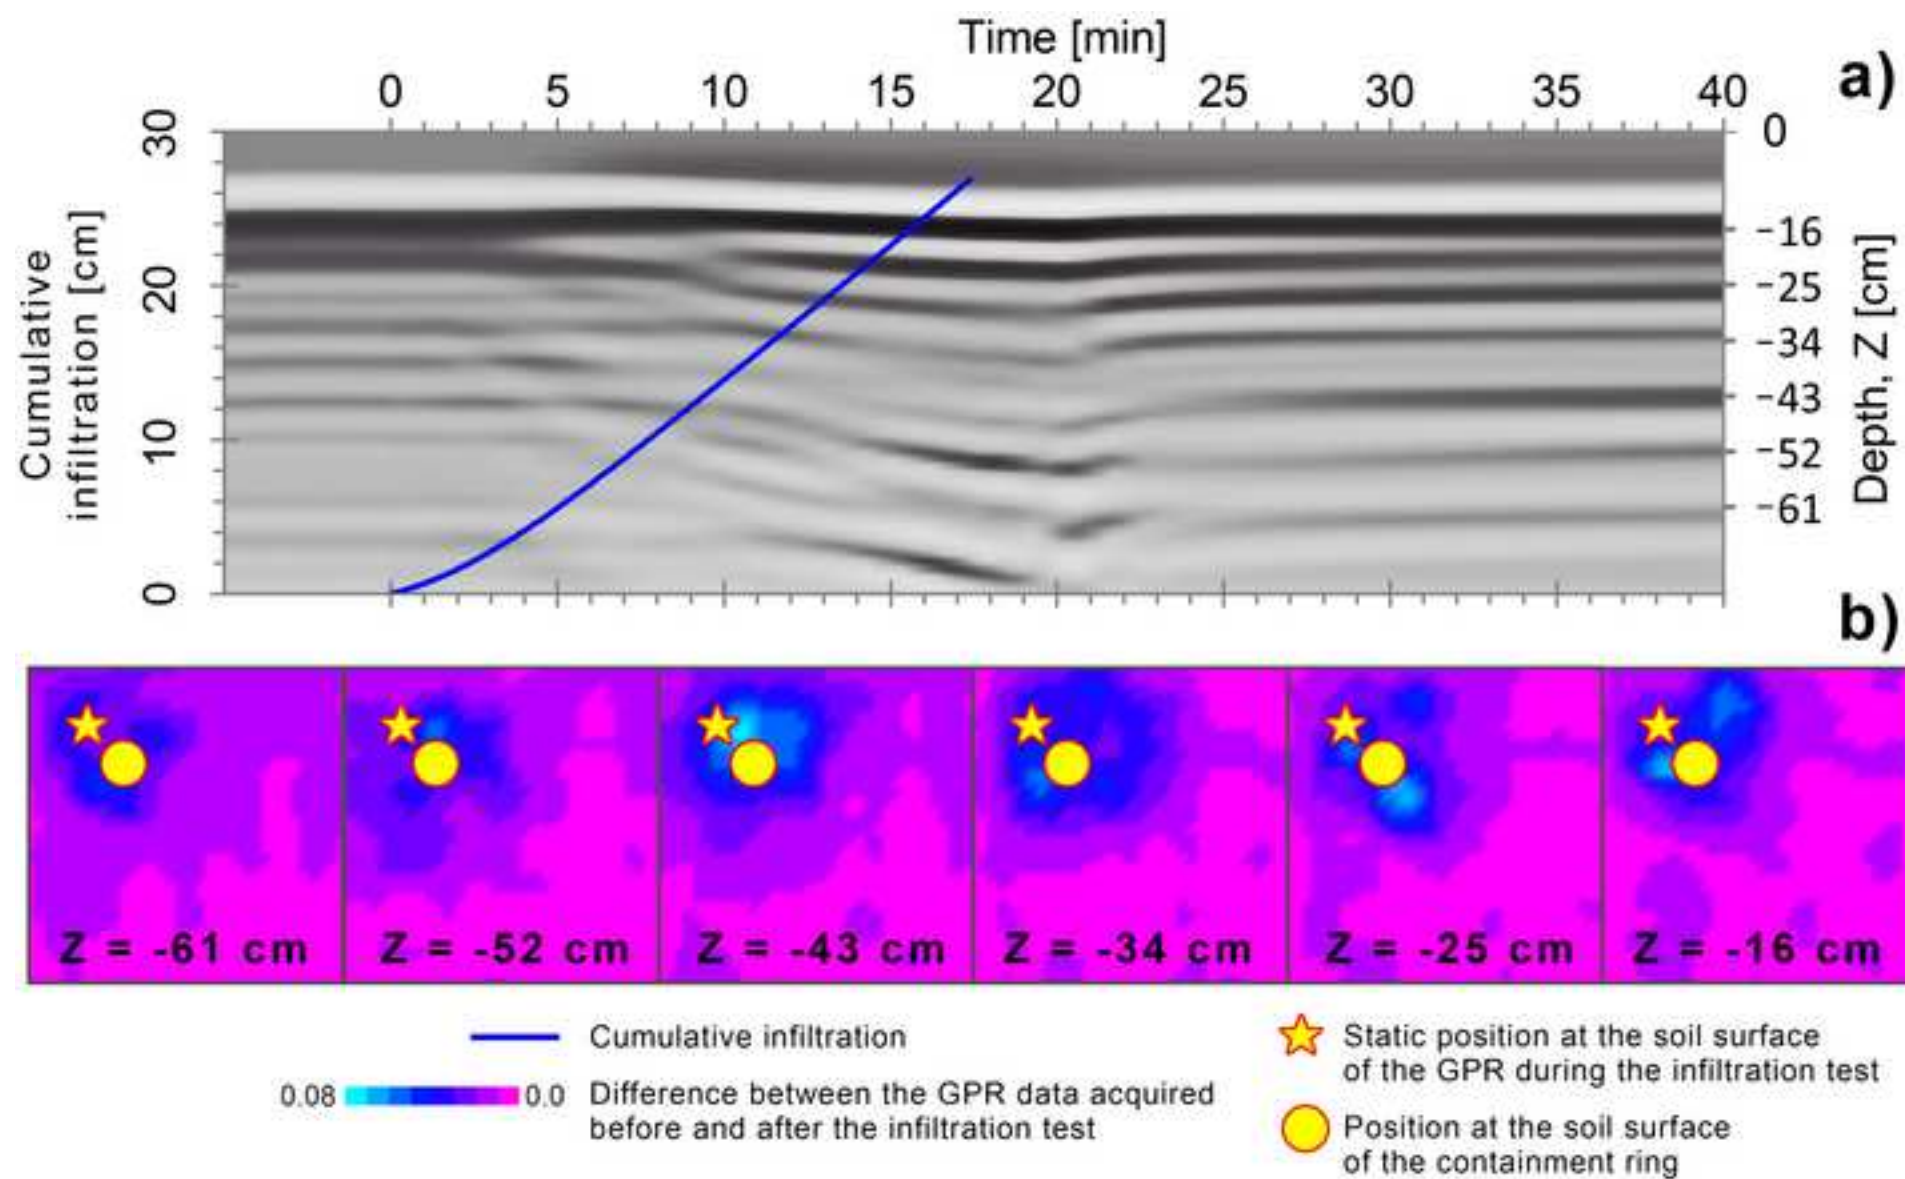 Time [min]
0 5 10 15 20 25 30 35 40
a)
Cumulative
infiltration [cm]
30
20
10
0
0
−16
−25
−34
−43
−52
−61
Depth, Z [cm]
b)
Z = -61 cm
Z = -52 cm
Z = -43 cm
Z = -34 cm
Z = -25 cm
Z = -16 cm
Cumulative infiltration
0.08
0.0
Difference between the GPR data acquired
before and after the infiltration test
Static position at the soil surface
of the GPR during the infiltration test
Position at the soil surface
of the containment ring